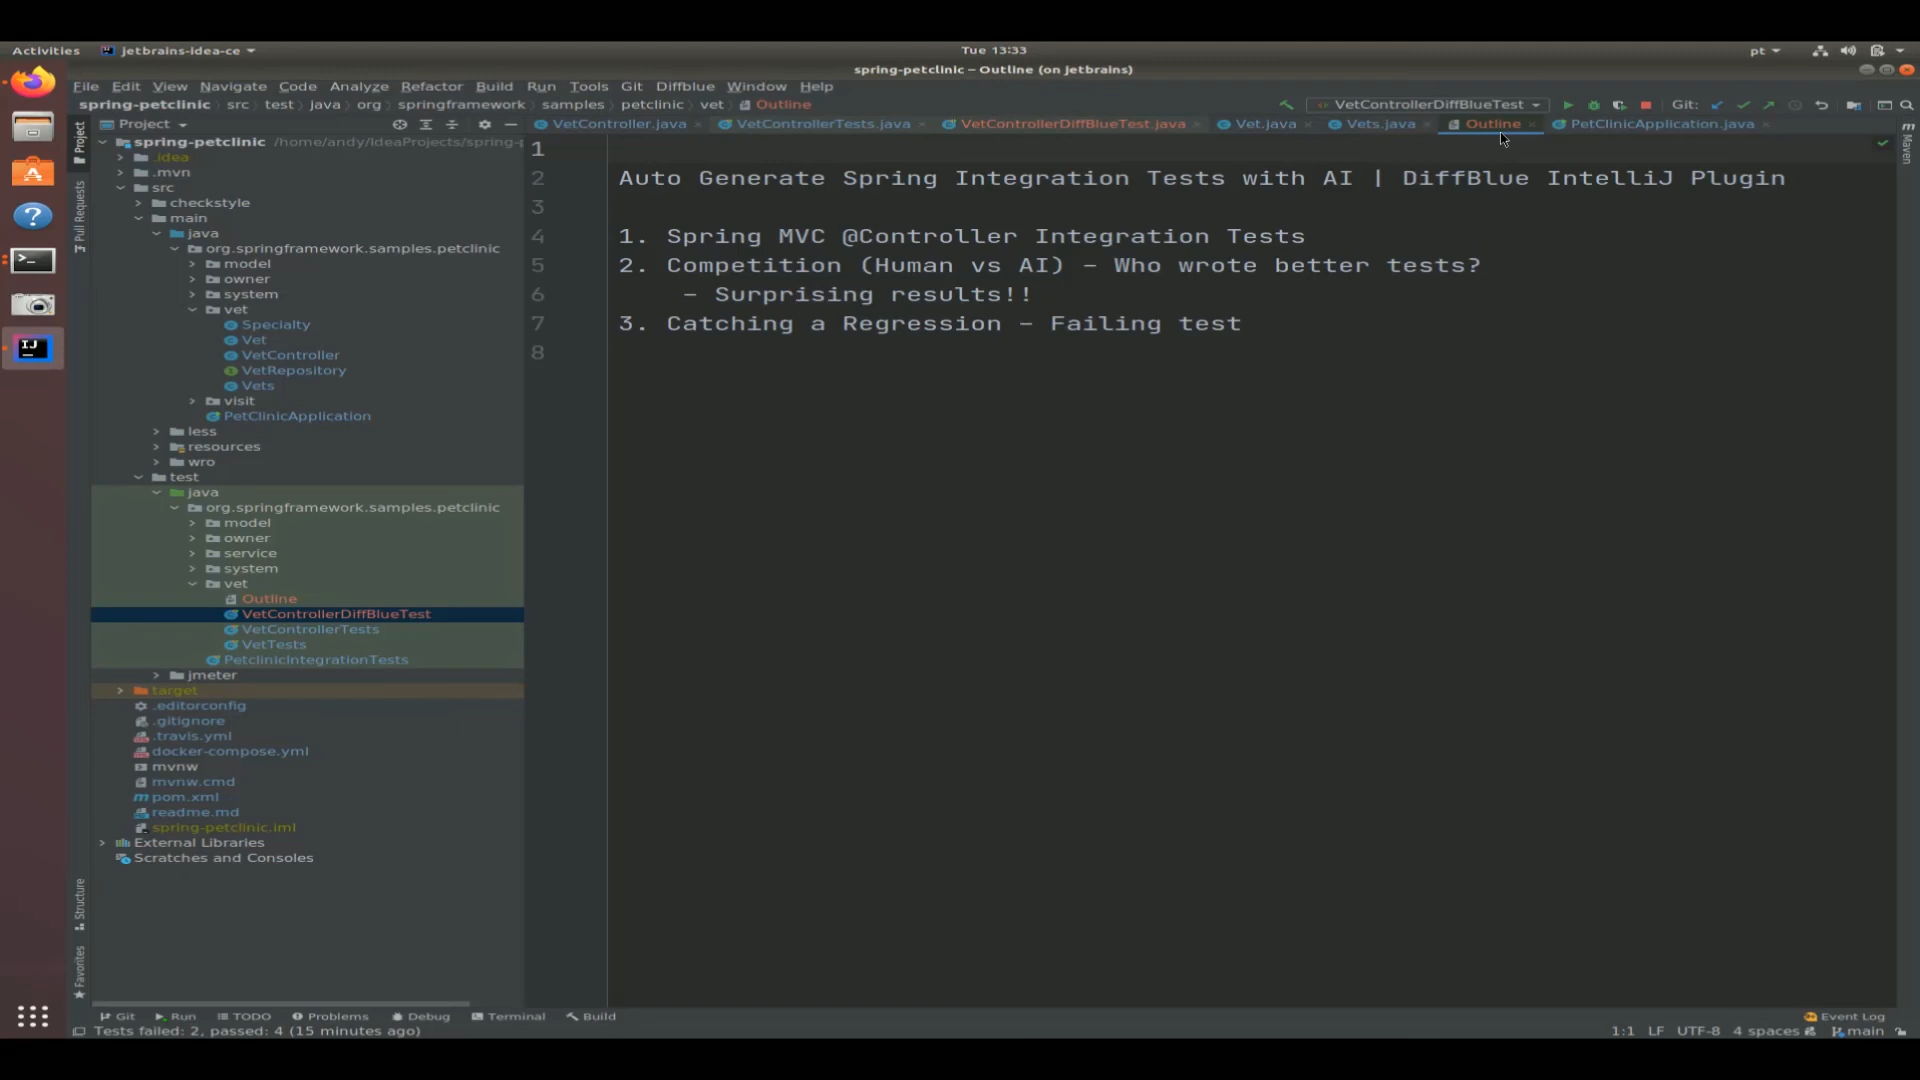 Activities jetbrains-idea-ce Tue 13:33 pt
spring-petclinic – Outline (on jetbrains)
File Edit View Navigate Code Analyze Refactor Build Run Tools Git Diffblue Window Help
spring-petclinic src test java org springframework samples petclinic vet Outline VetControllerDiffBlueTest Git:
Project VetController.java VetControllerTests.java VetControllerDiffBlueTest.java Vet.java Vets.java Outline PetClinicApplication.java
Project
Pull Requests
Structure
Favorites
Maven
spring-petclinic /home/andy/IdeaProjects/spring-p
.idea
.mvn
src
checkstyle
main
java
org.springframework.samples.petclinic
model
owner
system
vet
Specialty
Vet
VetController
VetRepository
Vets
visit
PetClinicApplication
less
resources
wro
test
java
org.springframework.samples.petclinic
model
owner
service
system
vet
Outline
VetControllerDiffBlueTest
VetControllerTests
VetTests
PetclinicIntegrationTests
jmeter
target
.editorconfig
.gitignore
.travis.yml
docker-compose.yml
mvnw
mvnw.cmd
pom.xml
readme.md
spring-petclinic.iml
External Libraries
Scratches and Consoles
1
2 Auto Generate Spring Integration Tests with AI | DiffBlue IntelliJ Plugin
3
4 1. Spring MVC @Controller Integration Tests
5 2. Competition (Human vs AI) – Who wrote better tests?
6 – Surprising results!!
7 3. Catching a Regression – Failing test
8
Git Run TODO Problems Debug Terminal Build Event Log
Tests failed: 2, passed: 4 (15 minutes ago) 1:1 LF UTF-8 4 spaces main